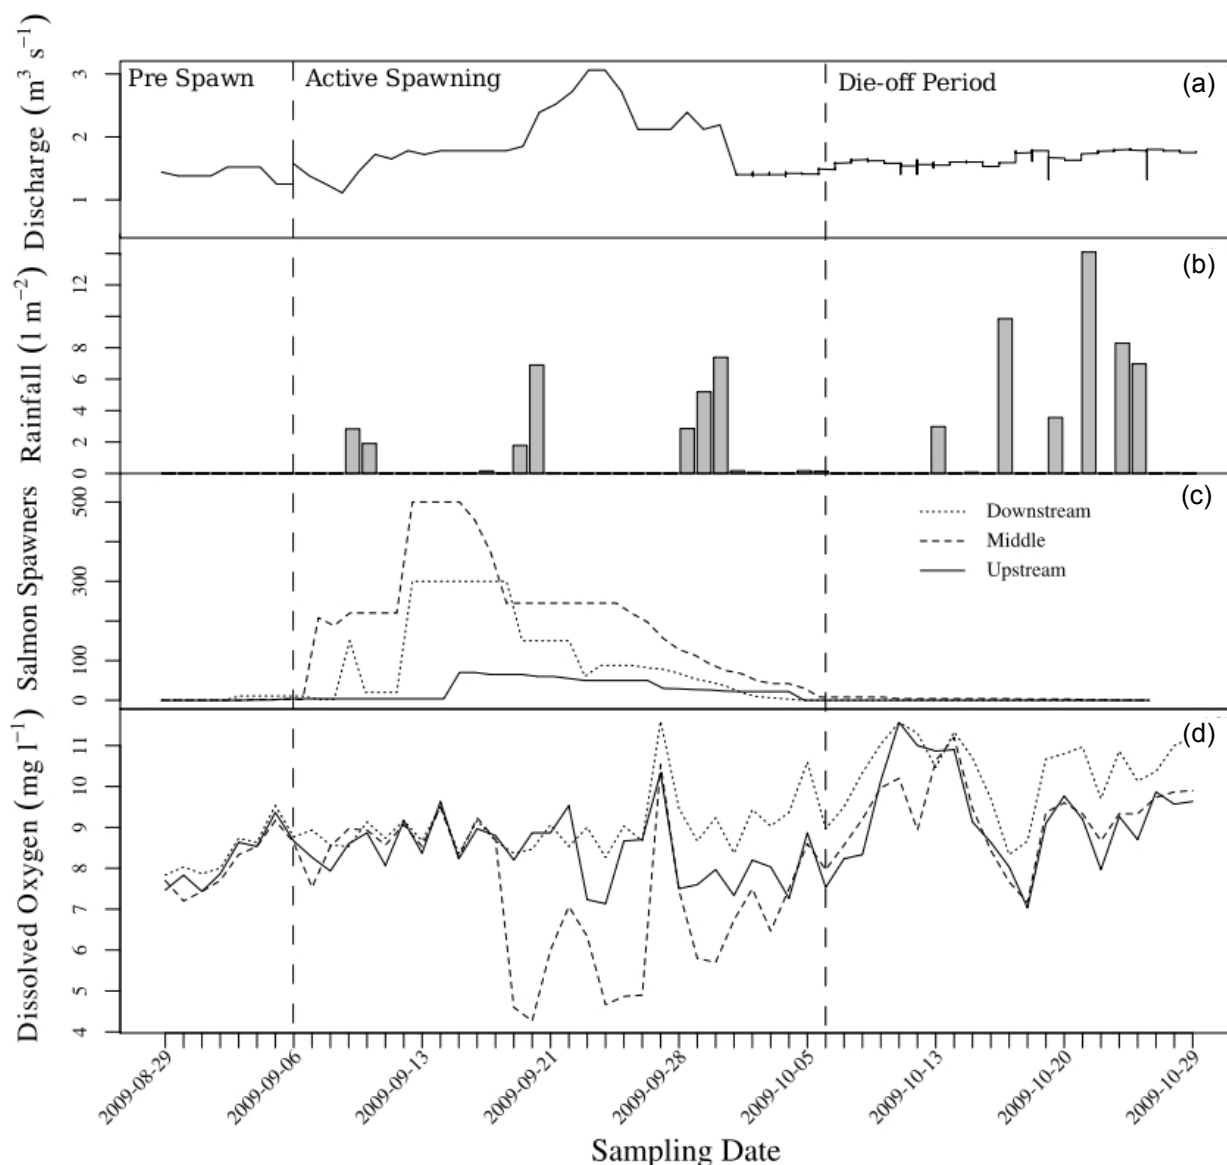 Discharge (m³ s⁻¹)
3
2
1
Pre Spawn
Active Spawning
Die-off Period
(a)
Rainfall (1 m⁻²)
12
8
6
4
2
0
(b)
Salmon Spawners
500
300
100
0
(c)
Downstream
Middle
Upstream
Dissolved Oxygen (mg l⁻¹)
11
10
9
8
7
6
5
4
(d)
2009-08-29
2009-09-06
2009-09-13
2009-09-21
2009-09-28
2009-10-05
2009-10-13
2009-10-20
2009-10-29
Sampling Date